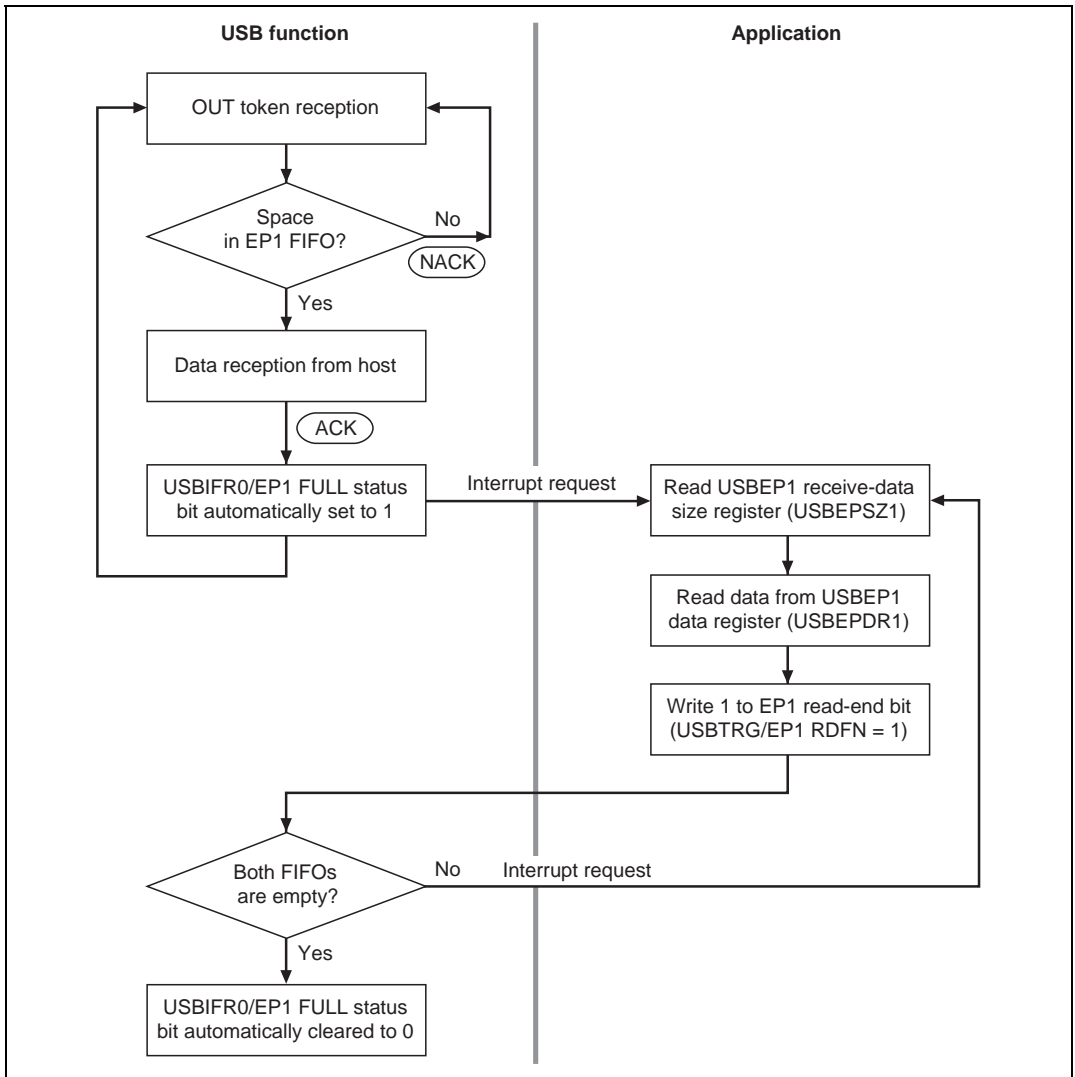 USB function
Application
OUT token reception
Space
in EP1 FIFO?
No
NACK
Yes
Data reception from host
ACK
USBIFR0/EP1 FULL status
bit automatically set to 1
Interrupt request
Read USBEP1 receive-data
size register (USBEPSZ1)
Read data from USBEP1
data register (USBEPDR1)
Write 1 to EP1 read-end bit
(USBTRG/EP1 RDFN = 1)
Both FIFOs
are empty?
No
Interrupt request
Yes
USBIFR0/EP1 FULL status
bit automatically cleared to 0